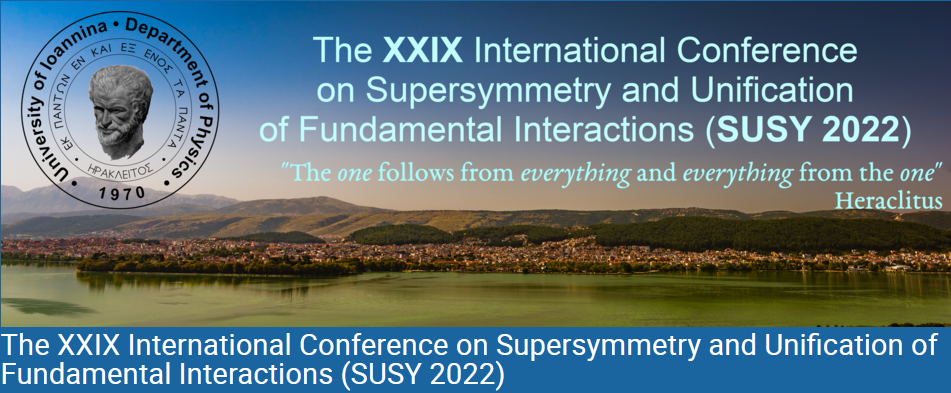 University of Ioannina • Department of Physics •
ΕΚ ΠΑΝΤΩΝ ΕΝ ΚΑΙ ΕΞ ΕΝΟΣ ΤΑ ΠΑΝΤΑ
ΗΡΑΚΛΕΙΤΟΣ
1970
The XXIX International Conference
on Supersymmetry and Unification
of Fundamental Interactions (SUSY 2022)
"The one follows from everything and everything from the one"
Heraclitus
The XXIX International Conference on Supersymmetry and Unification of
Fundamental Interactions (SUSY 2022)